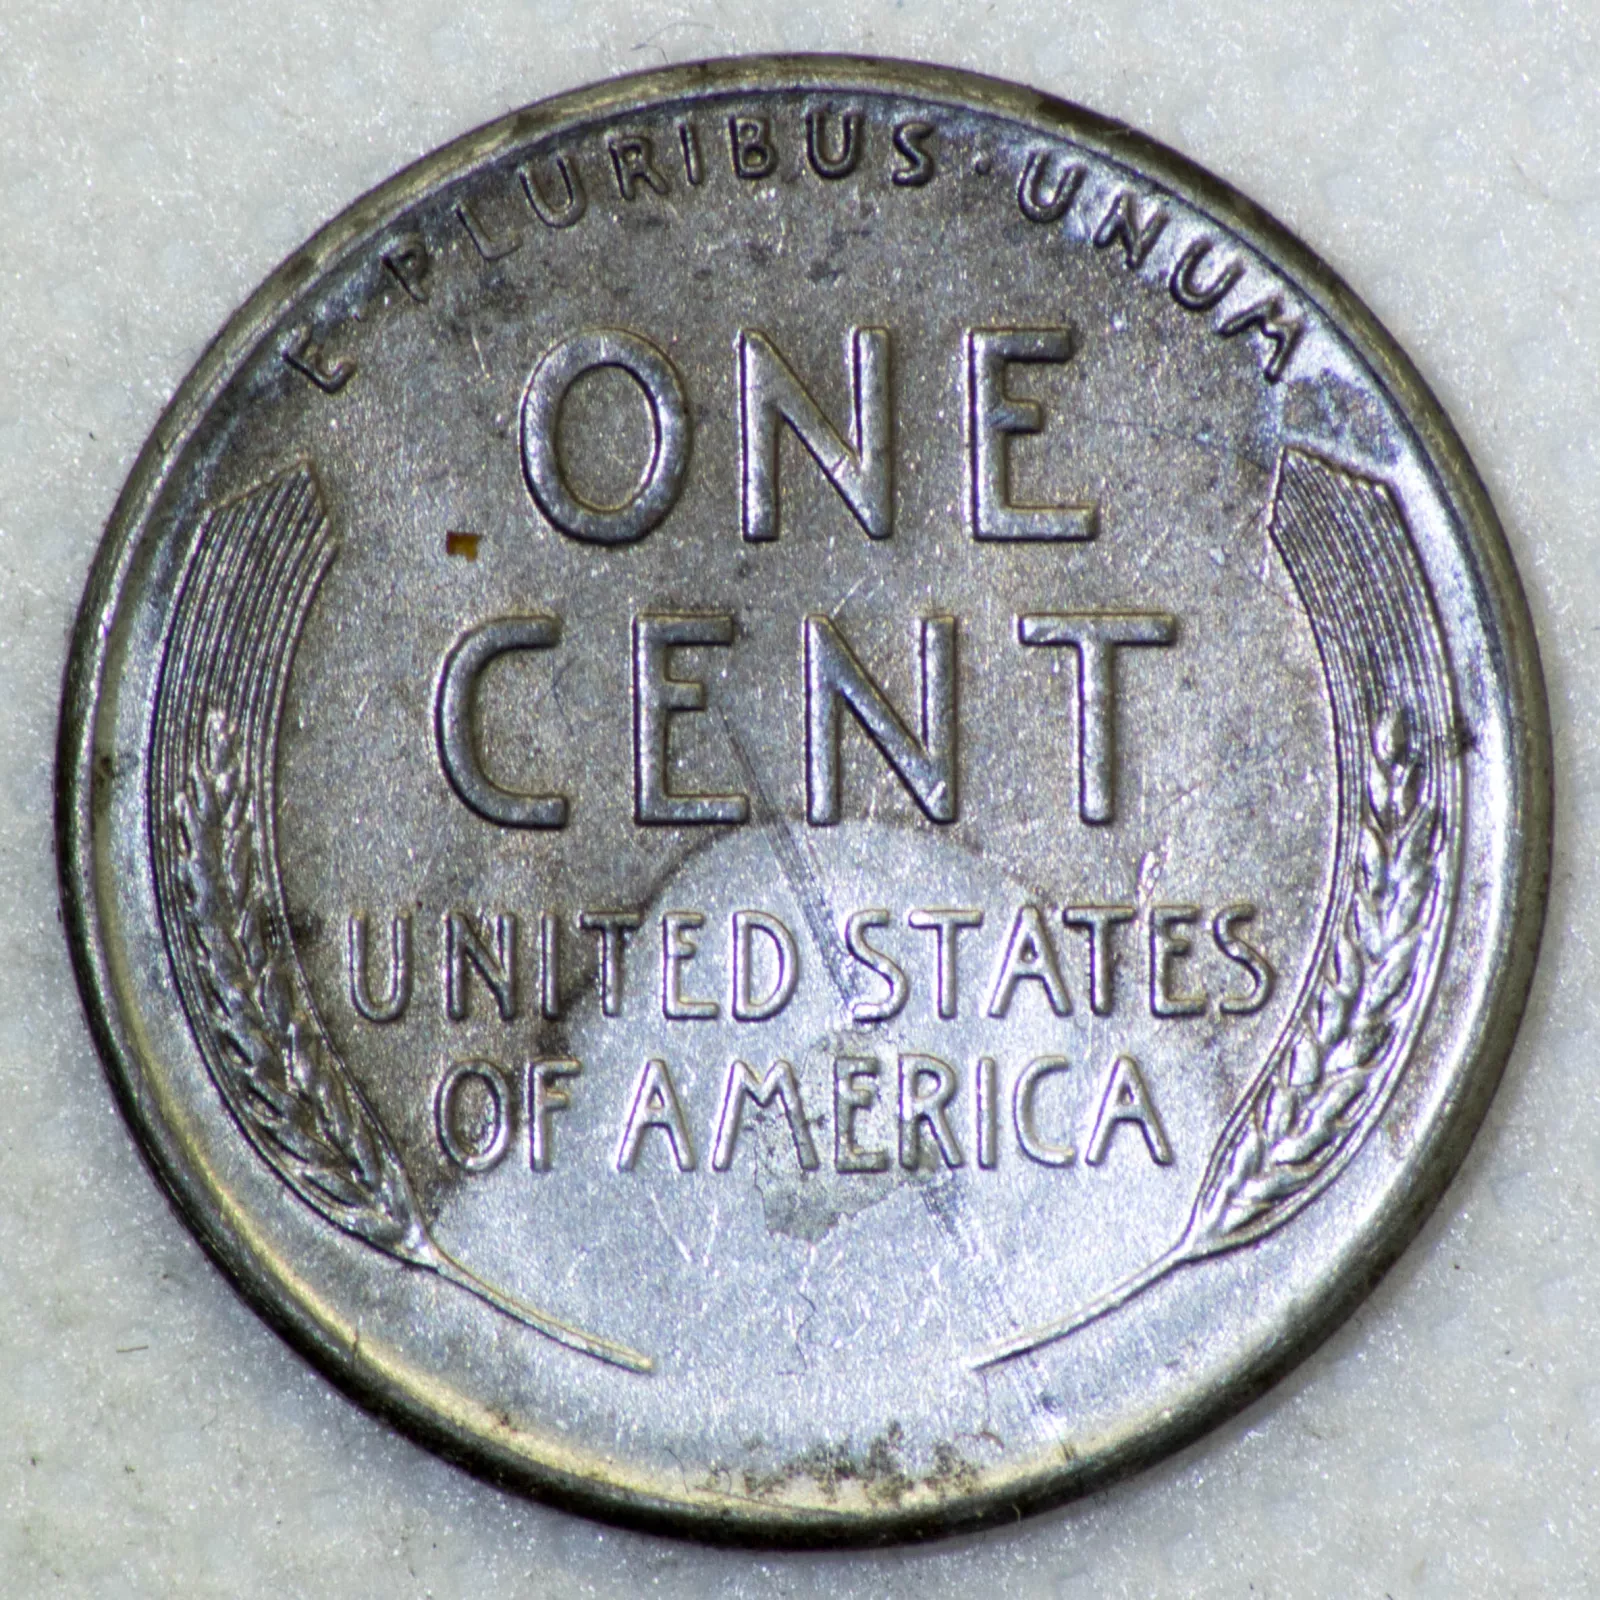 E·PLURIBUS·UNUM
ONE
CENT
UNITED STATES
OF AMERICA